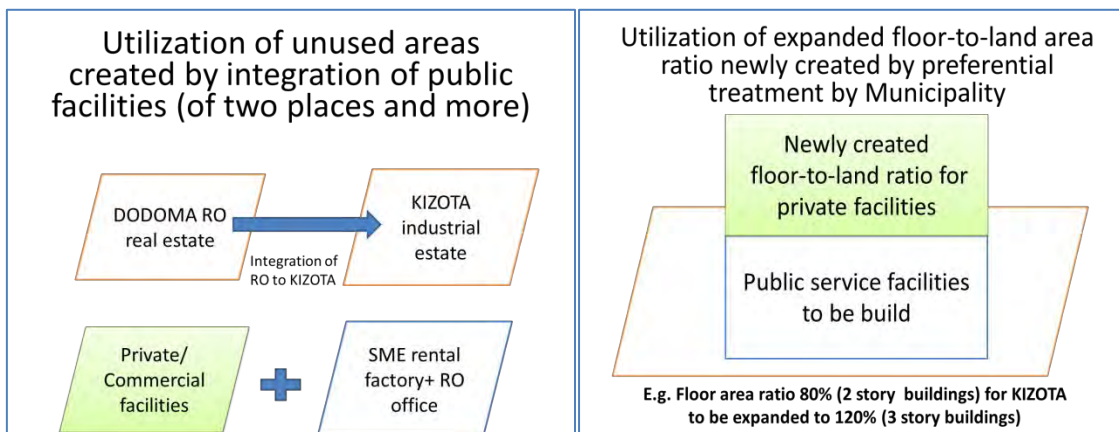 Utilization of unused areas
created by integration of public
facilities (of two places and more)
DODOMA RO
real estate
Integration of
RO to KIZOTA
KIZOTA
industrial
estate
Private/
Commercial
facilities
SME rental
factory+ RO
office
Utilization of expanded floor-to-land area
ratio newly created by preferential
treatment by Municipality
Newly created
floor-to-land ratio for
private facilities
Public service facilities
to be build
E.g. Floor area ratio 80% (2 story buildings) for KIZOTA
to be expanded to 120% (3 story buildings)